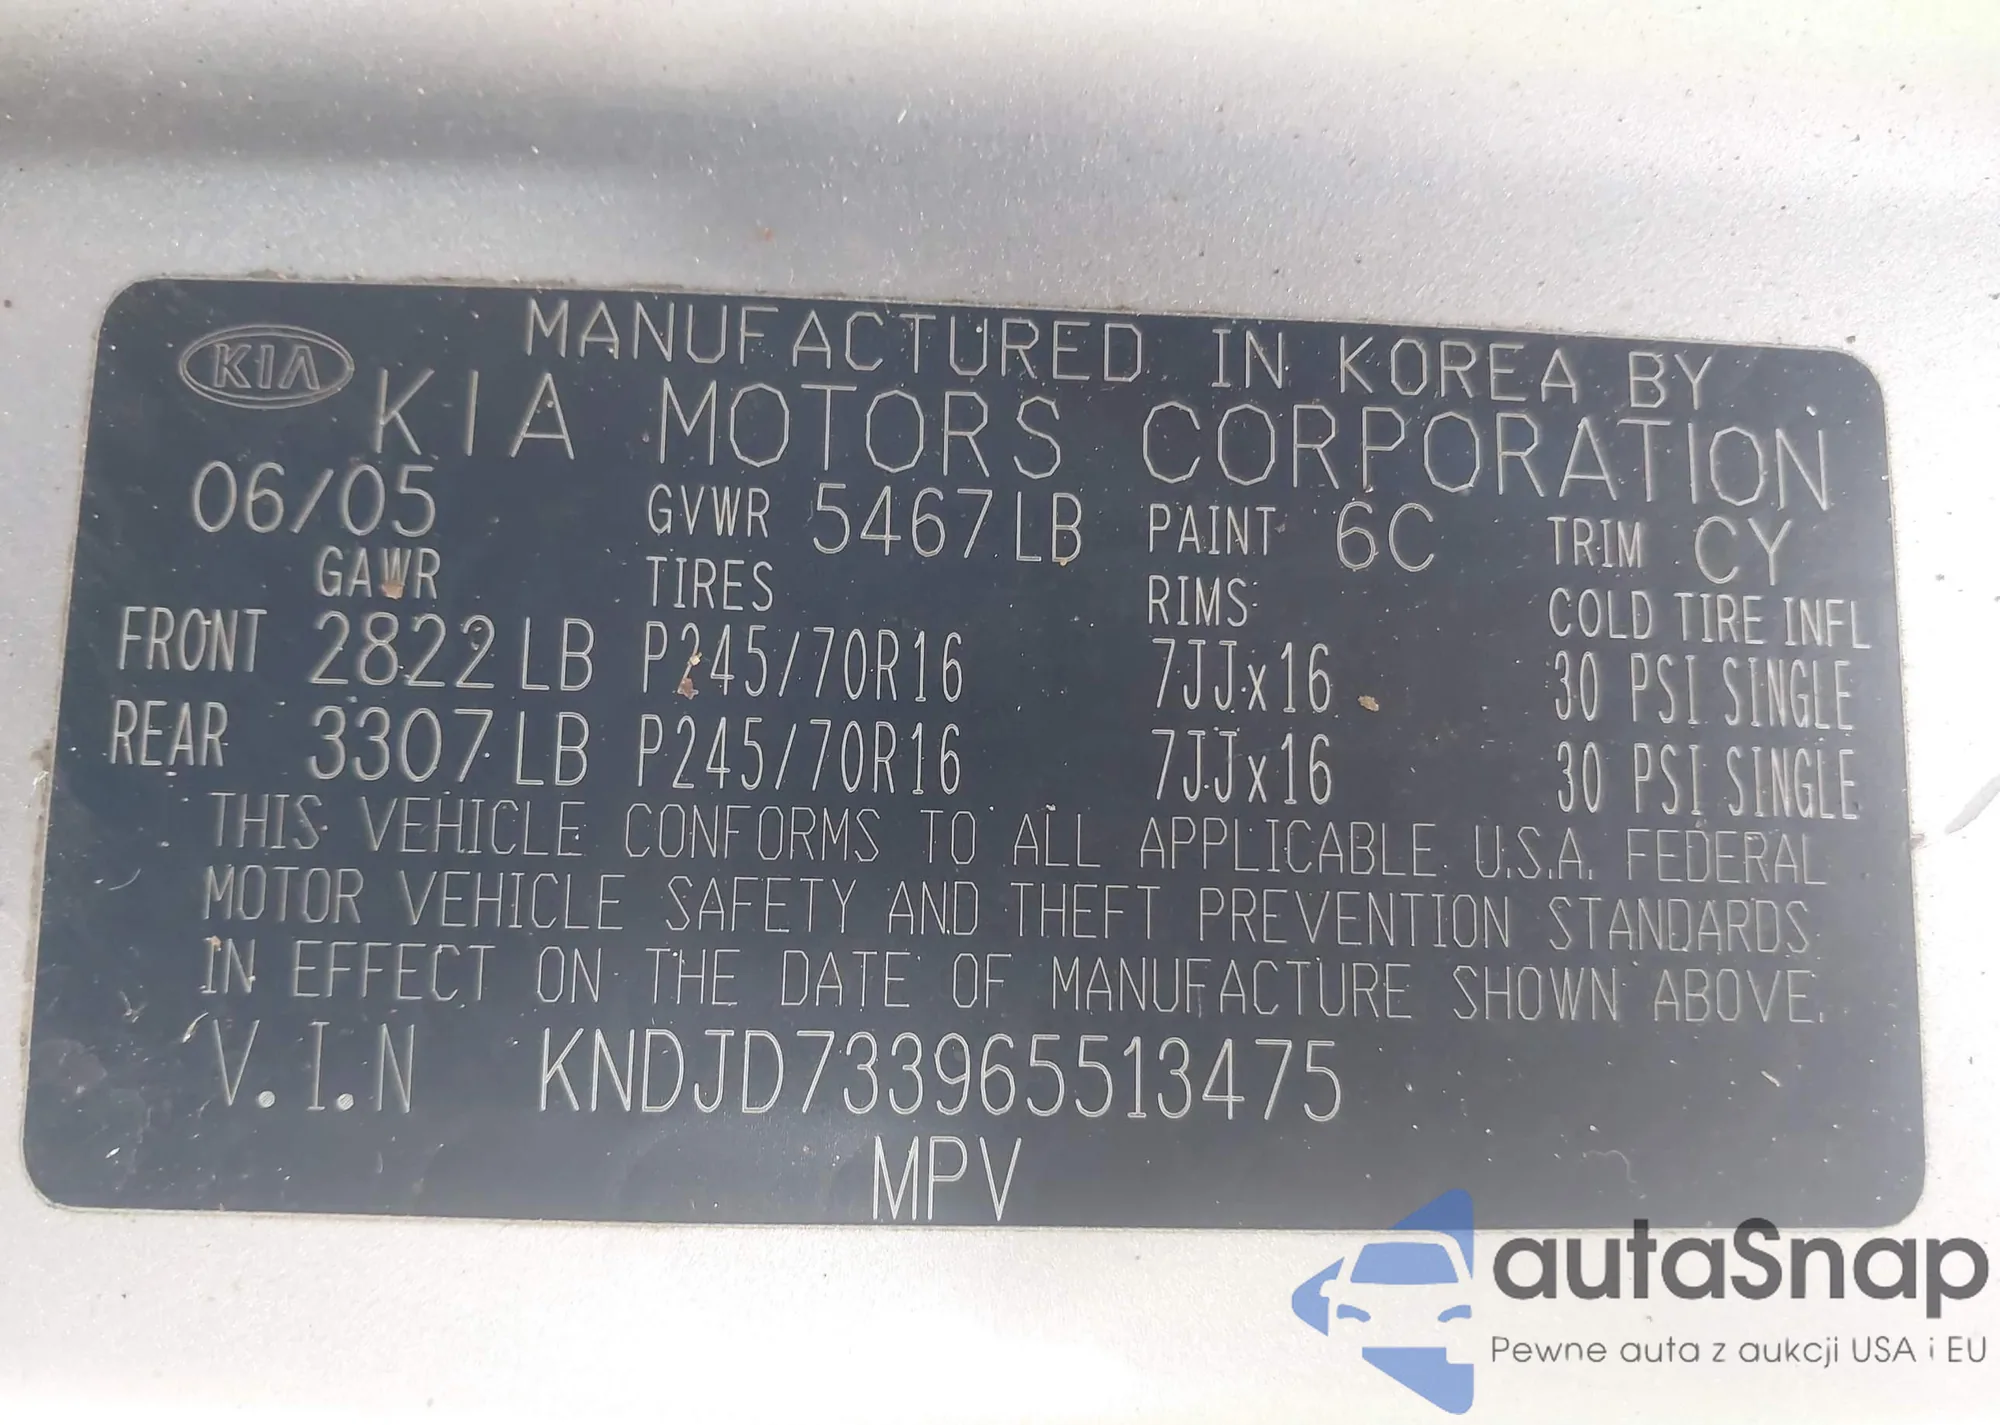 KIA MANUFACTURED IN KOREA BY
KIA MOTORS CORPORATION
06/05 GVWR 5467LB PAINT 6C TRIM CY
GAWR TIRES RIMS COLD TIRE INFL
FRONT 2822LB P245/70R16 7JJx16 30 PSI SINGLE
REAR 3307LB P245/70R16 7JJx16 30 PSI SINGLE
THIS VEHICLE CONFORMS TO ALL APPLICABLE U.S.A. FEDERAL
MOTOR VEHICLE SAFETY AND THEFT PREVENTION STANDARDS
IN EFFECT ON THE DATE OF MANUFACTURE SHOWN ABOVE.
V.I.N KNDJD733965513475
MPV
autaSnap
Pewne auta z aukcji USA i EU